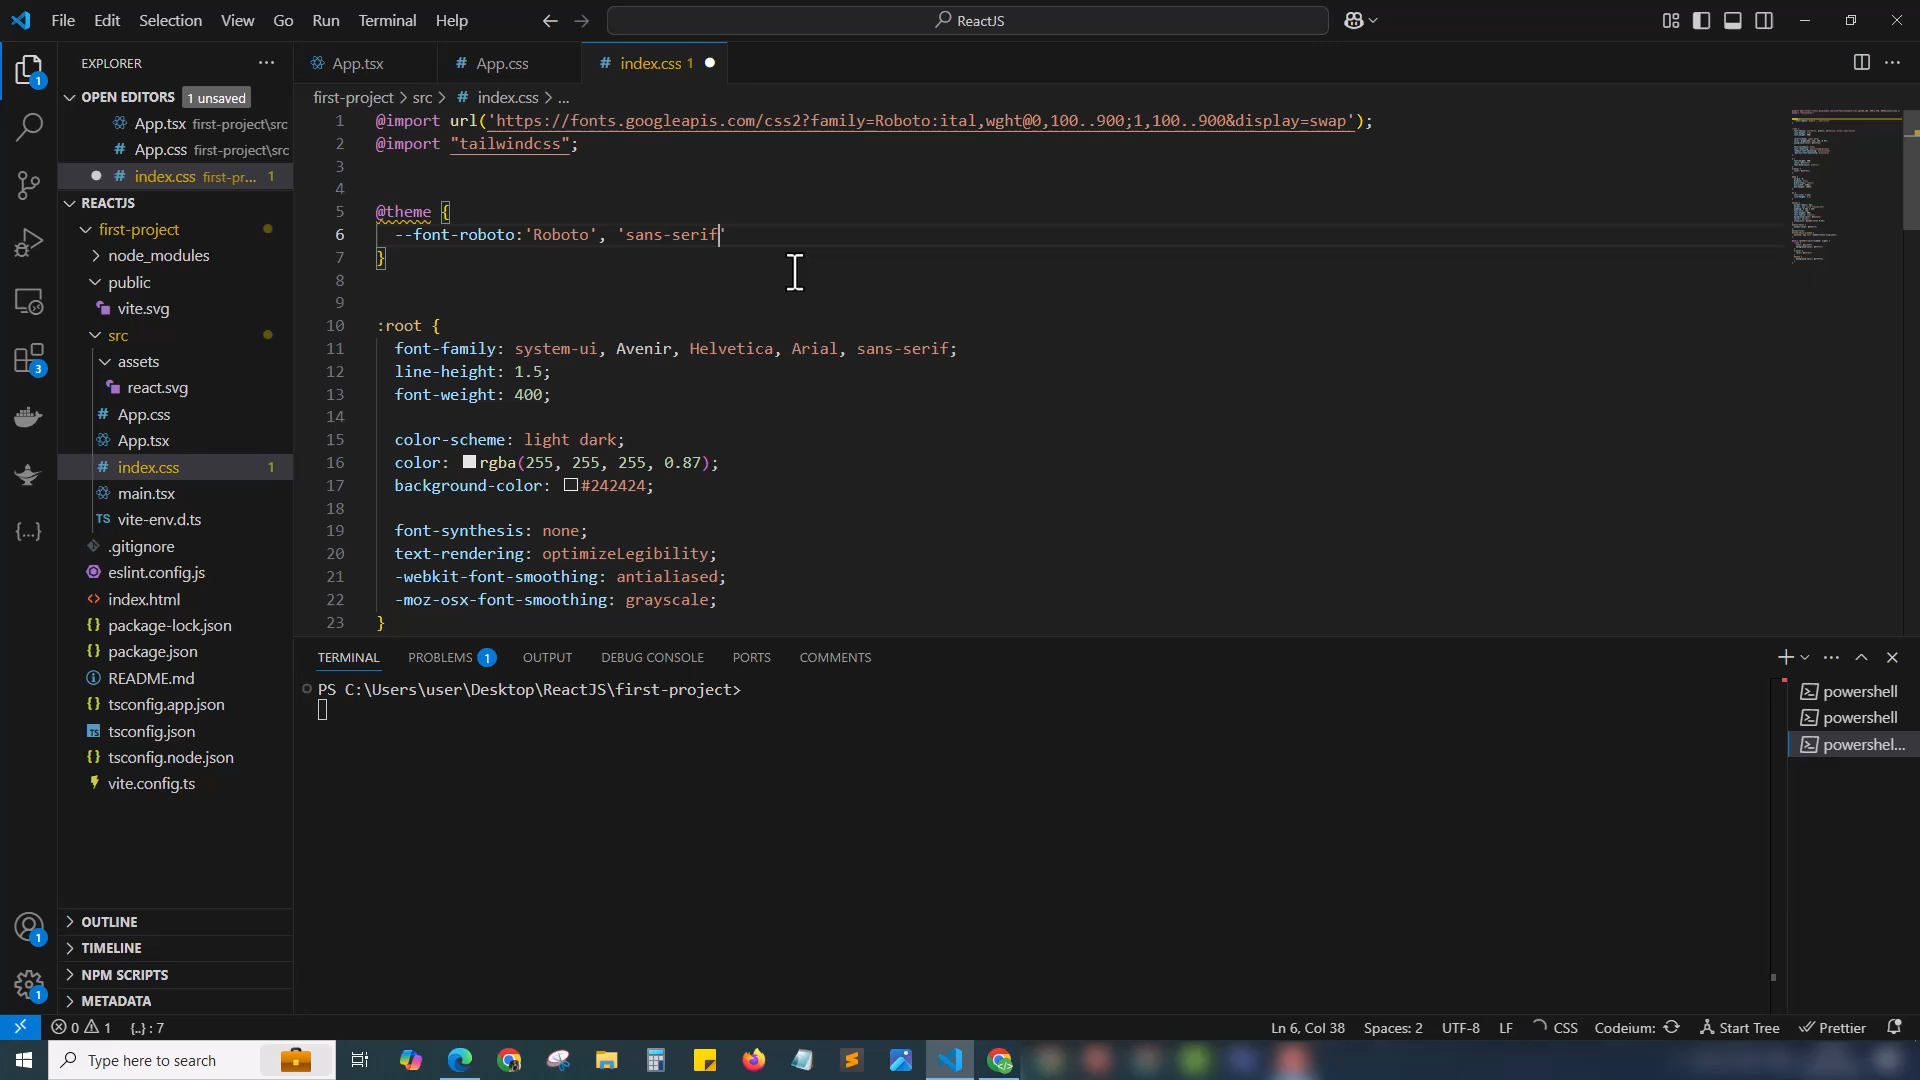 File Edit Selection View Go Run Terminal Help
ReactJS
EXPLORER
OPEN EDITORS 1 unsaved
App.tsx first-project\src
App.css first-project\src
index.css first-pr... 1
REACTJS
first-project
node_modules
public
vite.svg
src
assets
react.svg
App.css
App.tsx
index.css 1
main.tsx
TS vite-env.d.ts
.gitignore
eslint.config.js
index.html
package-lock.json
package.json
README.md
tsconfig.app.json
tsconfig.json
tsconfig.node.json
vite.config.ts
OUTLINE
TIMELINE
NPM SCRIPTS
METADATA
App.tsx
App.css
index.css 1
first-project > src > # index.css > ...
1 @import url('https://fonts.googleapis.com/css2?family=Roboto:ital,wght@0,100..900;1,100..900&display=swap');
2 @import "tailwindcss";
3
4
5 @theme {
6 --font-roboto:'Roboto', 'sans-serif'
7 }
8
9
10 :root {
11 font-family: system-ui, Avenir, Helvetica, Arial, sans-serif;
12 line-height: 1.5;
13 font-weight: 400;
14
15 color-scheme: light dark;
16 color: rgba(255, 255, 255, 0.87);
17 background-color: #242424;
18
19 font-synthesis: none;
20 text-rendering: optimizeLegibility;
21 -webkit-font-smoothing: antialiased;
22 -moz-osx-font-smoothing: grayscale;
23 }
TERMINAL PROBLEMS 1 OUTPUT DEBUG CONSOLE PORTS COMMENTS
PS C:\Users\user\Desktop\ReactJS\first-project>
powershell
powershell
powershel...
0 1 {..} : 7
Ln 6, Col 38 Spaces: 2 UTF-8 LF CSS Codeium: Start Tree Prettier
Type here to search